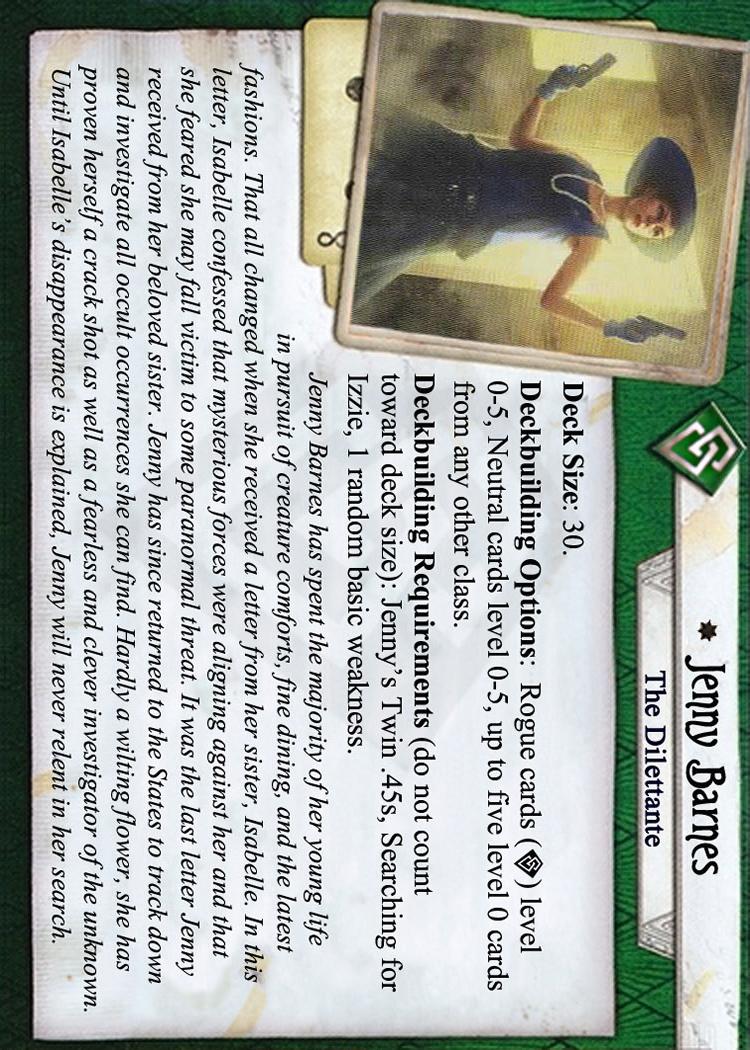 Jenny Barnes
The Dilettante
Deck Size: 30.
Deckbuilding Options: Rogue cards () level
0-5, Neutral cards level 0-5, up to five level 0 cards
from any other class.
Deckbuilding Requirements (do not count
toward deck size): Jenny's Twin .45s, Searching for
Izzie, 1 random basic weakness.
Jenny Barnes has spent the majority of her young life
in pursuit of creature comforts, fine dining, and the latest
fashions. That all changed when she received a letter from her sister, Isabelle. In this
letter, Isabelle confessed that mysterious forces were aligning against her and that
she feared she may fall victim to some paranormal threat. It was the last letter Jenny
received from her beloved sister. Jenny has since returned to the States to track down
and investigate all occult occurrences she can find. Hardly a wilting flower, she has
proven herself a crack shot as well as a fearless and clever investigator of the unknown.
Until Isabelle's disappearance is explained, Jenny will never relent in her search.